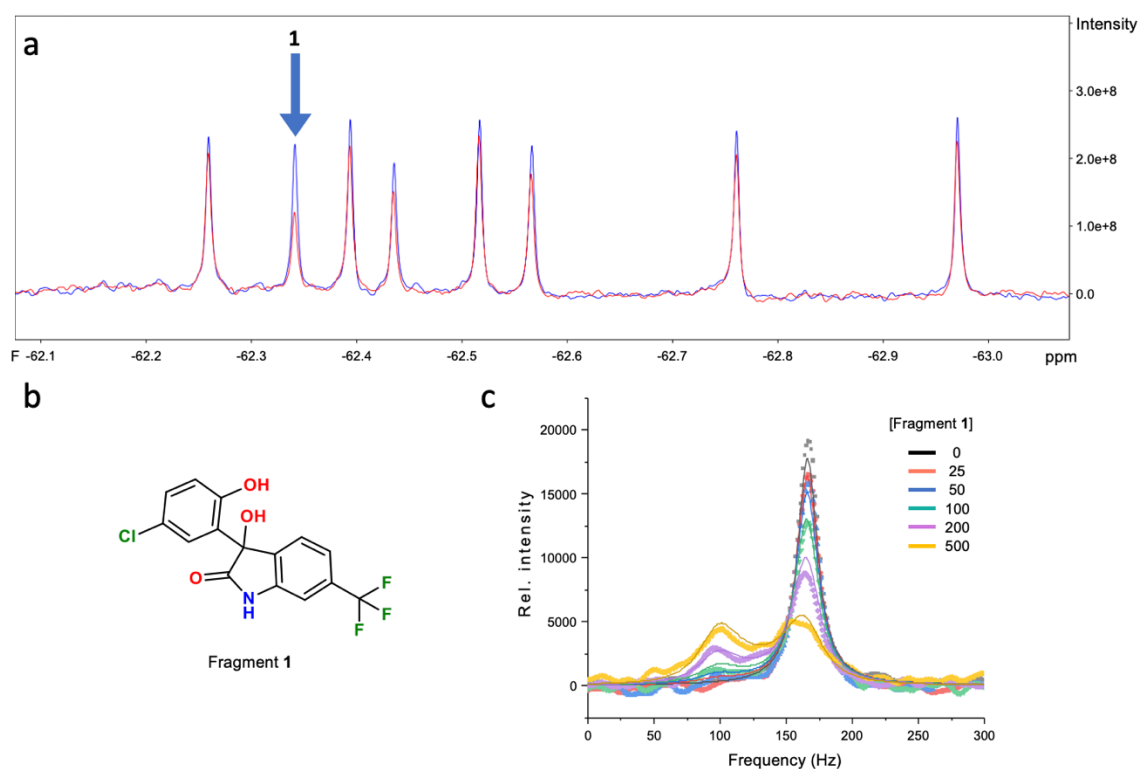 a
1
Intensity
3.0e+8
2.0e+8
1.0e+8
0.0
F -62.1 -62.2 -62.3 -62.4 -62.5 -62.6 -62.7 -62.8 -62.9 -63.0 ppm
b
OH
OH
Cl
O
N
H
F
F
F
Fragment 1
c
Rel. intensity
20000
15000
10000
5000
0
[Fragment 1]
0
25
50
100
200
500
0 50 100 150 200 250 300
Frequency (Hz)